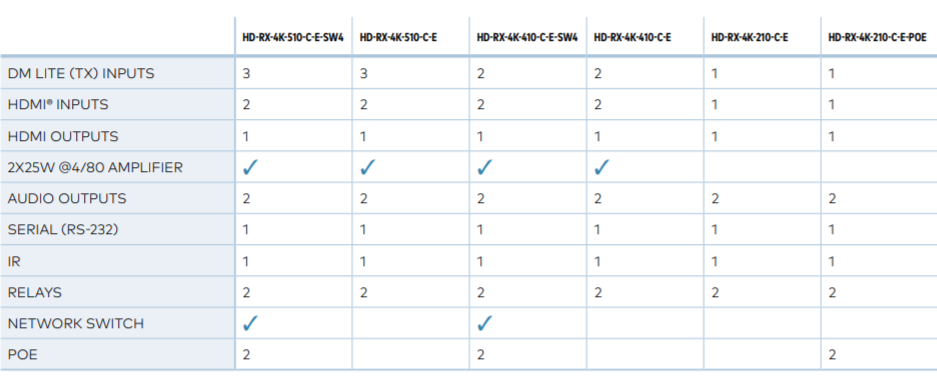 HD-RX-4K-510-C-E-SW4 HD-RX-4K-510-C-E HD-RX-4K-410-C-E-SW4 HD-RX-4K-410-C-E HD-RX-4K-210-C-E HD-RX-4K-210-C-E-POE
DM LITE (TX) INPUTS 3 3 2 2 1 1
HDMI® INPUTS 2 2 2 2 1 1
HDMI OUTPUTS 1 1 1 1 1 1
2X25W @4/80 AMPLIFIER ✓ ✓ ✓ ✓
AUDIO OUTPUTS 2 2 2 2 2 2
SERIAL (RS-232) 1 1 1 1 1 1
IR 1 1 1 1 1 1
RELAYS 2 2 2 2 2 2
NETWORK SWITCH ✓ ✓
POE 2 2 2